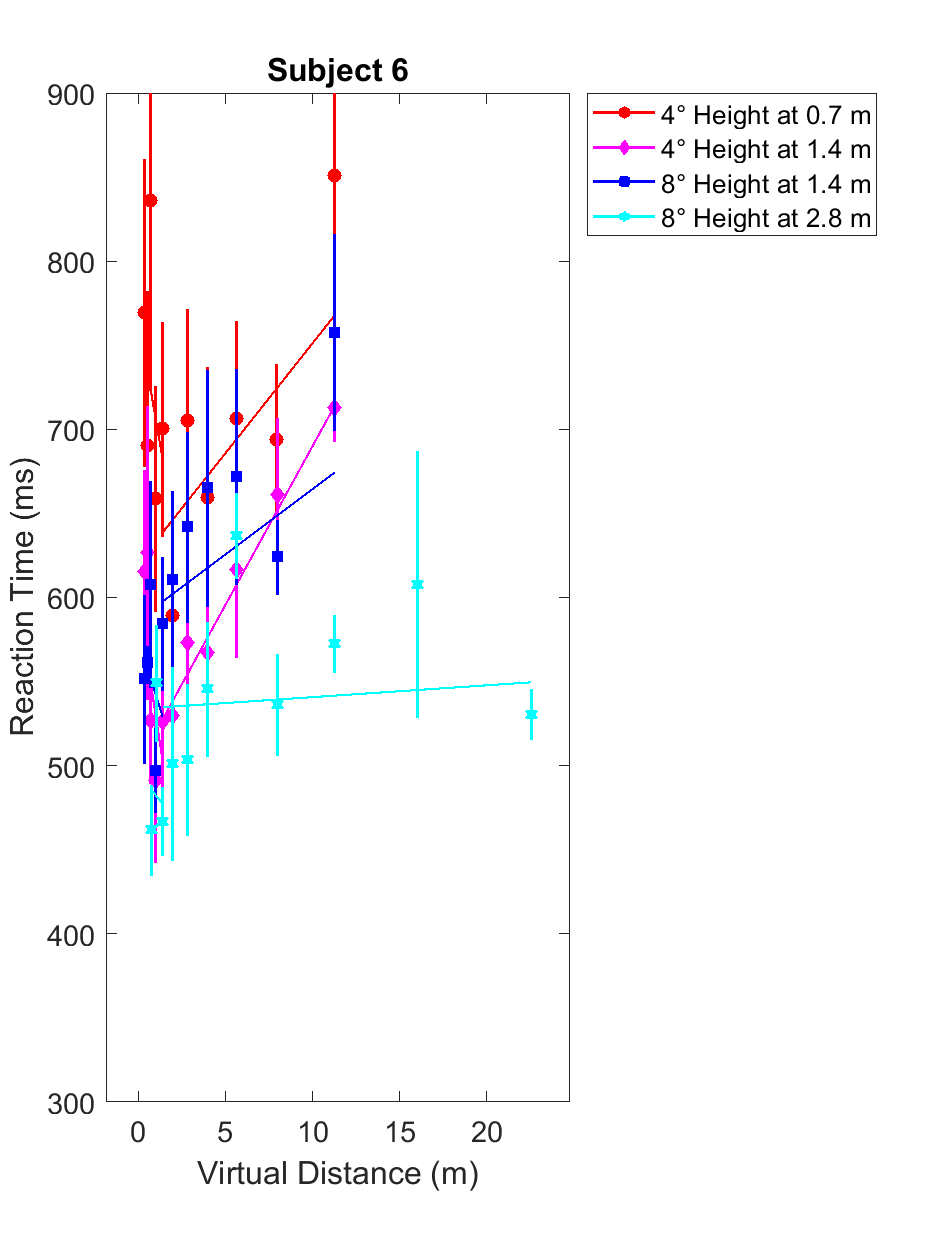 Subject 6
900
800
700
600
500
400
300
Reaction Time (ms)
0 5 10 15 20
Virtual Distance (m)
4° Height at 0.7 m
4° Height at 1.4 m
8° Height at 1.4 m
8° Height at 2.8 m